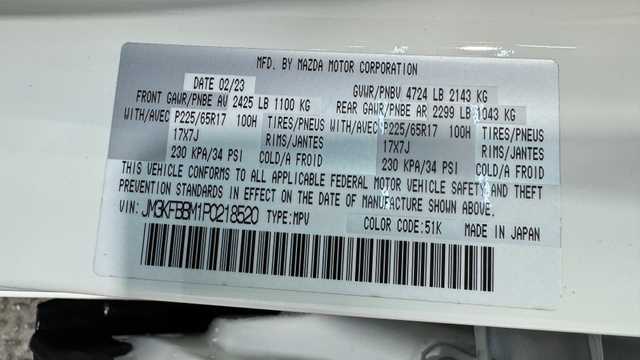 MFD. BY MAZDA MOTOR CORPORATION
DATE 02/23 GVWR/PNBV 4724 LB 2143 KG
FRONT GAWR/PNBE AV 2425 LB 1100 KG REAR GAWR/PNBE AR 2299 LB 1043 KG
WITH/AVEC P225/65R17 100H TIRES/PNEUS WITH/AVEC P225/65R17 100H TIRES/PNEUS
17X7J RIMS/JANTES 17X7J RIMS/JANTES
230 KPA/34 PSI COLD/A FROID 230 KPA/34 PSI COLD/A FROID
THIS VEHICLE CONFORMS TO ALL APPLICABLE FEDERAL MOTOR VEHICLE SAFETY AND THEFT
PREVENTION STANDARDS IN EFFECT ON THE DATE OF MANUFACTURE SHOWN ABOVE.
VIN: JM3KFBBM1P0218520 TYPE:MPV COLOR CODE:51K MADE IN JAPAN